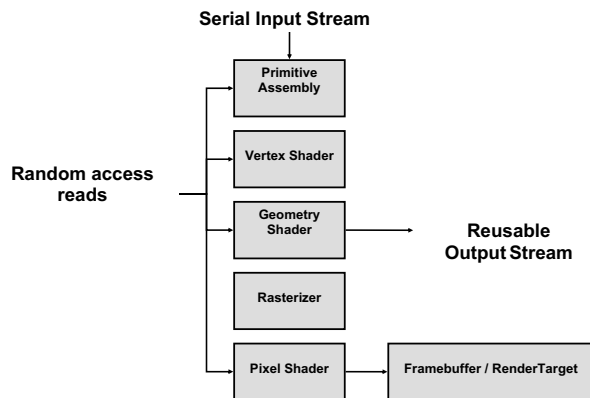 Serial Input Stream
Primitive
Assembly
Vertex Shader
Random access
reads
Geometry
Shader
Reusable
Output Stream
Rasterizer
Pixel Shader
Framebuffer / RenderTarget